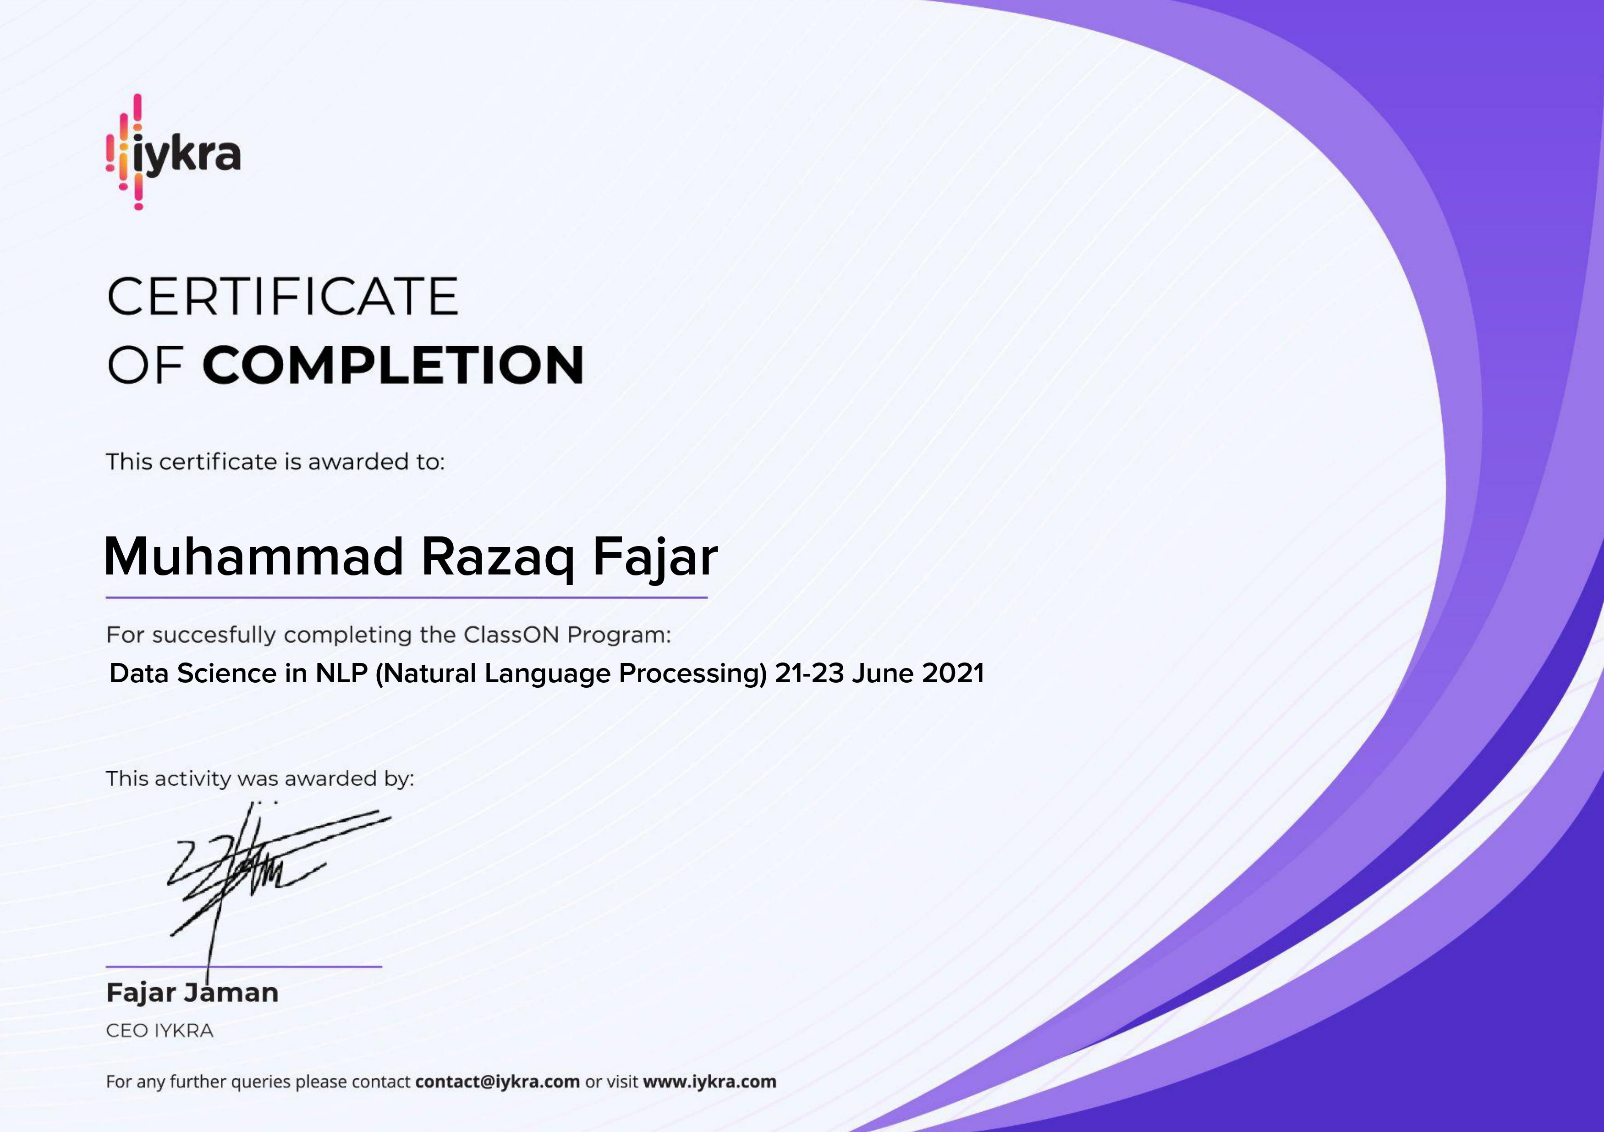 iykra
CERTIFICATE
OF COMPLETION
This certificate is awarded to:
Muhammad Razaq Fajar
For succesfully completing the ClassON Program:
Data Science in NLP (Natural Language Processing) 21-23 June 2021
This activity was awarded by:
Fajar Jaman
CEO IYKRA
For any further queries please contact contact@iykra.com or visit www.iykra.com